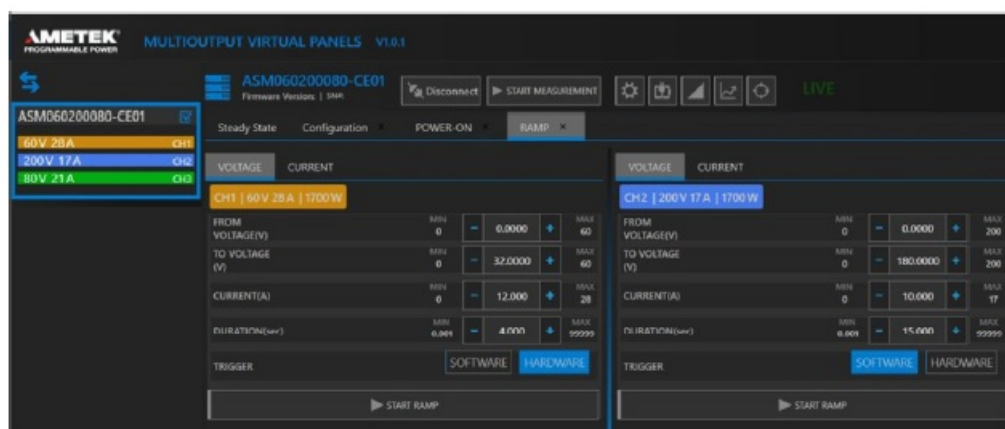 AMETEK
PROGRAMMABLE POWER
MULTIOUTPUT VIRTUAL PANELS V1.0.1
ASM060200080-CE01
60V 28A CH1
200V 17A CH2
80V 21A CH3
ASM060200080-CE01
Firmware Version: | SN#:
Disconnect
START MEASUREMENT
LIVE
Steady State Configuration × POWER-ON × RAMP ×
VOLTAGE CURRENT
CH1 | 60V 28A | 1700W
FROM VOLTAGE(V) MIN 0 - 0.0000 + MAX 60
TO VOLTAGE (V) MIN 0 - 32.0000 + MAX 60
CURRENT(A) MIN 0 - 12.000 + MAX 28
DURATION(sec) MIN 0.001 - 4.000 + MAX 99999
TRIGGER SOFTWARE HARDWARE
START RAMP
VOLTAGE CURRENT
CH2 | 200V 17A | 1700W
FROM VOLTAGE(V) MIN 0 - 0.0000 + MAX 200
TO VOLTAGE (V) MIN 0 - 180.0000 + MAX 200
CURRENT(A) MIN 0 - 10.000 + MAX 17
DURATION(sec) MIN 0.001 - 15.000 + MAX 99999
TRIGGER SOFTWARE HARDWARE
START RAMP